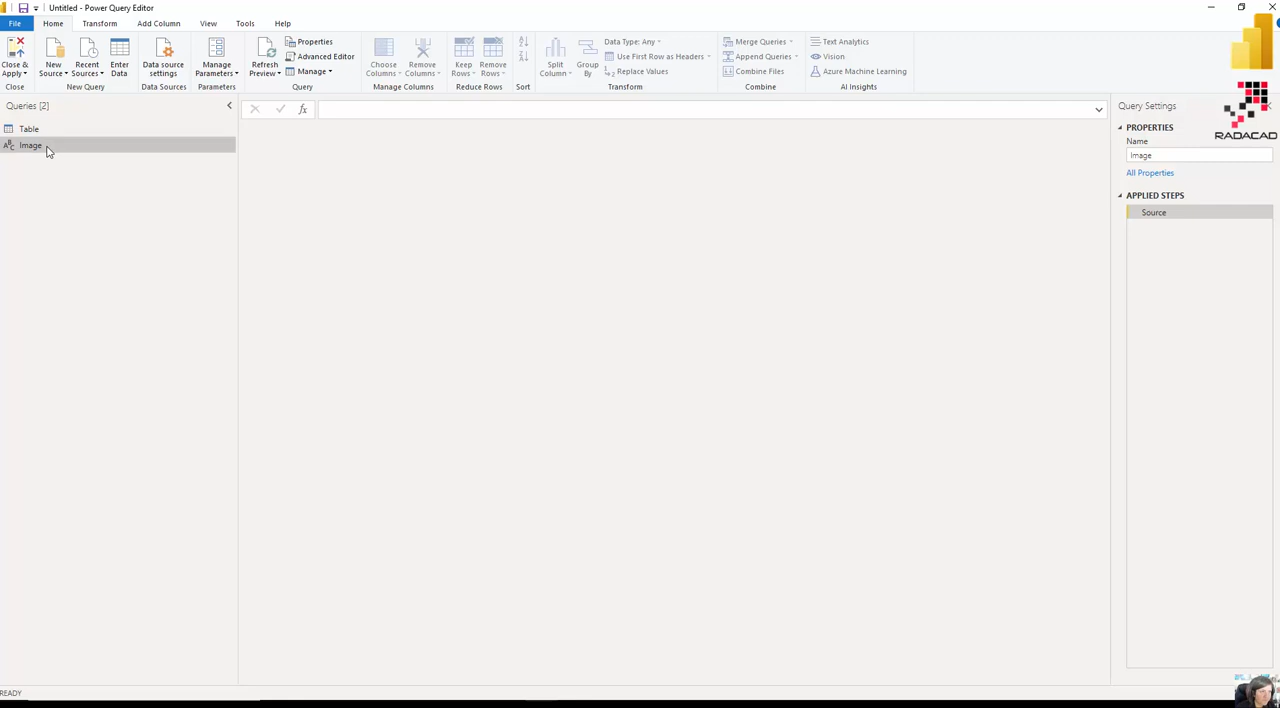 Untitled - Power Query Editor
File Home Transform Add Column View Tools Help
Close & Apply
New Source
Recent Sources
Enter Data
Data source settings
Manage Parameters
Refresh Preview
Properties
Advanced Editor
Manage
Choose Columns
Remove Columns
Keep Rows
Remove Rows
Split Column
Group By
Data Type: Any
Use First Row as Headers
Replace Values
Merge Queries
Append Queries
Combine Files
Text Analytics
Vision
Azure Machine Learning
Close New Query Data Sources Parameters Query Manage Columns Reduce Rows Sort Transform Combine AI Insights
Queries [2]
Table
ABC Image
fx
Query Settings
RADACAD
PROPERTIES
Name
Image
All Properties
APPLIED STEPS
Source
READY